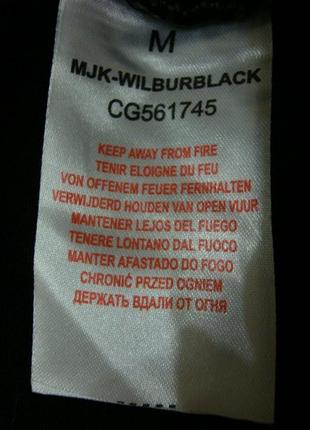 M
MJK-WILBURBLACK
CG561745
KEEP AWAY FROM FIRE
TENIR ELOIGNE DU FEU
VON OFFENEM FEUER FERNHALTEN
VERWIJDERD HOUDEN VAN OPEN VUUR
MANTENER LEJOS DEL FUEGO
TENERE LONTANO DAL FUOCO
MANTER AFASTADO DO FOGO
CHRONIĆ PRZED OGNIEM
ДЕРЖАТЬ ВДАЛИ ОТ ОГНЯ